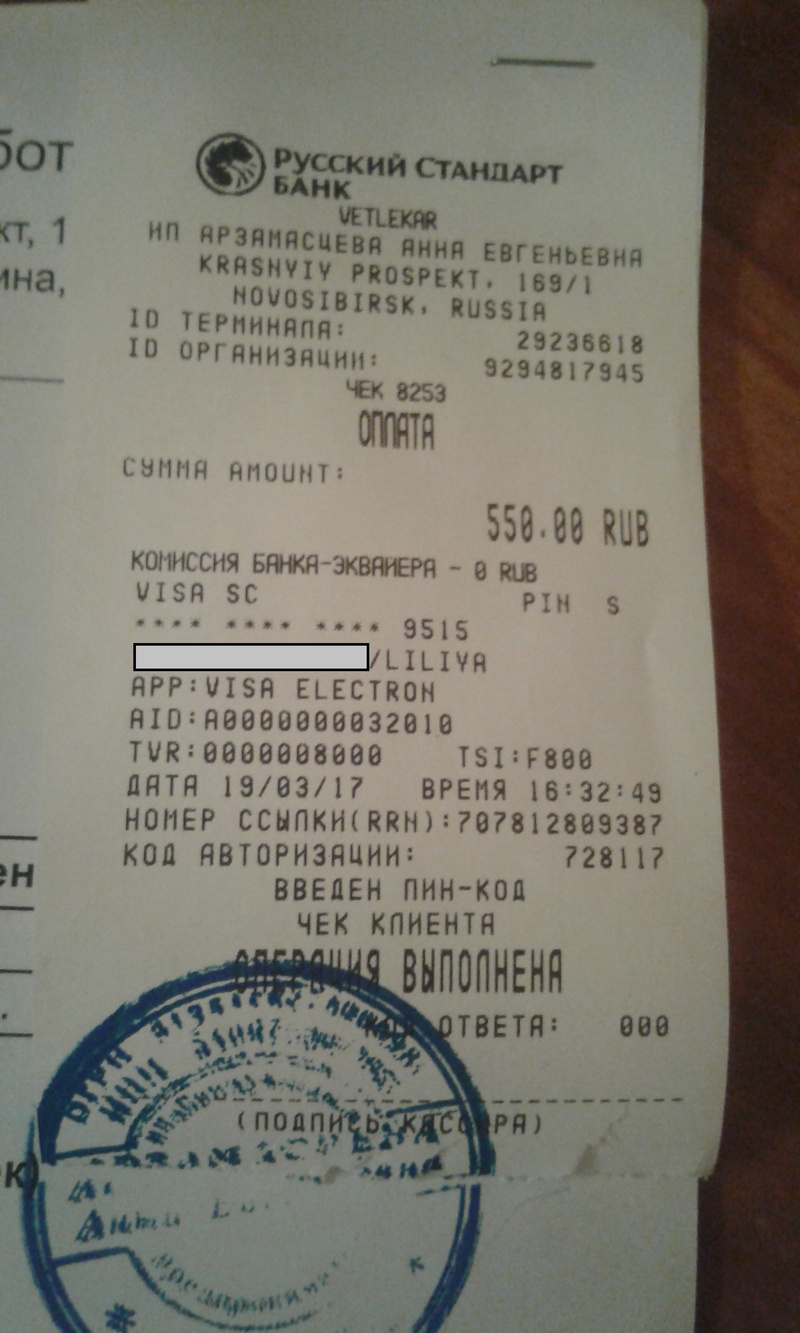 РУССКИЙ СТАНДАРТ
БАНК
VETLEKAR
ИП АРЗАМАСЦЕВА АННА ЕВГЕНЬЕВНА
KRASNYIY PROSPEKT, 169/1
NOVOSIBIRSK, RUSSIA
ID ТЕРМИНАЛА: 29236618
ID ОРГАНИЗАЦИИ: 9294817945
ЧЕК 8253
ОПЛАТА
СУММА AMOUNT:
550.00 RUB
КОМИССИЯ БАНКА-ЭКВАЙЕРА - 0 RUB
VISA SC PIN S
**** **** **** 9515
/LILIYA
APP:VISA ELECTRON
AID:A0000000032010
TVR:0000008000 TSI:F800
ДАТА 19/03/17 ВРЕМЯ 16:32:49
НОМЕР ССЫЛКИ(RRN):707812809387
КОД АВТОРИЗАЦИИ: 728117
ВВЕДЕН ПИН-КОД
ЧЕК КЛИЕНТА
ОПЕРАЦИЯ ВЫПОЛНЕНА
КОД ОТВЕТА: 000
(ПОДПИСЬ КАССИРА)
ОГРН
ИНН
бот
кт, 1
ина,
ен
ек)